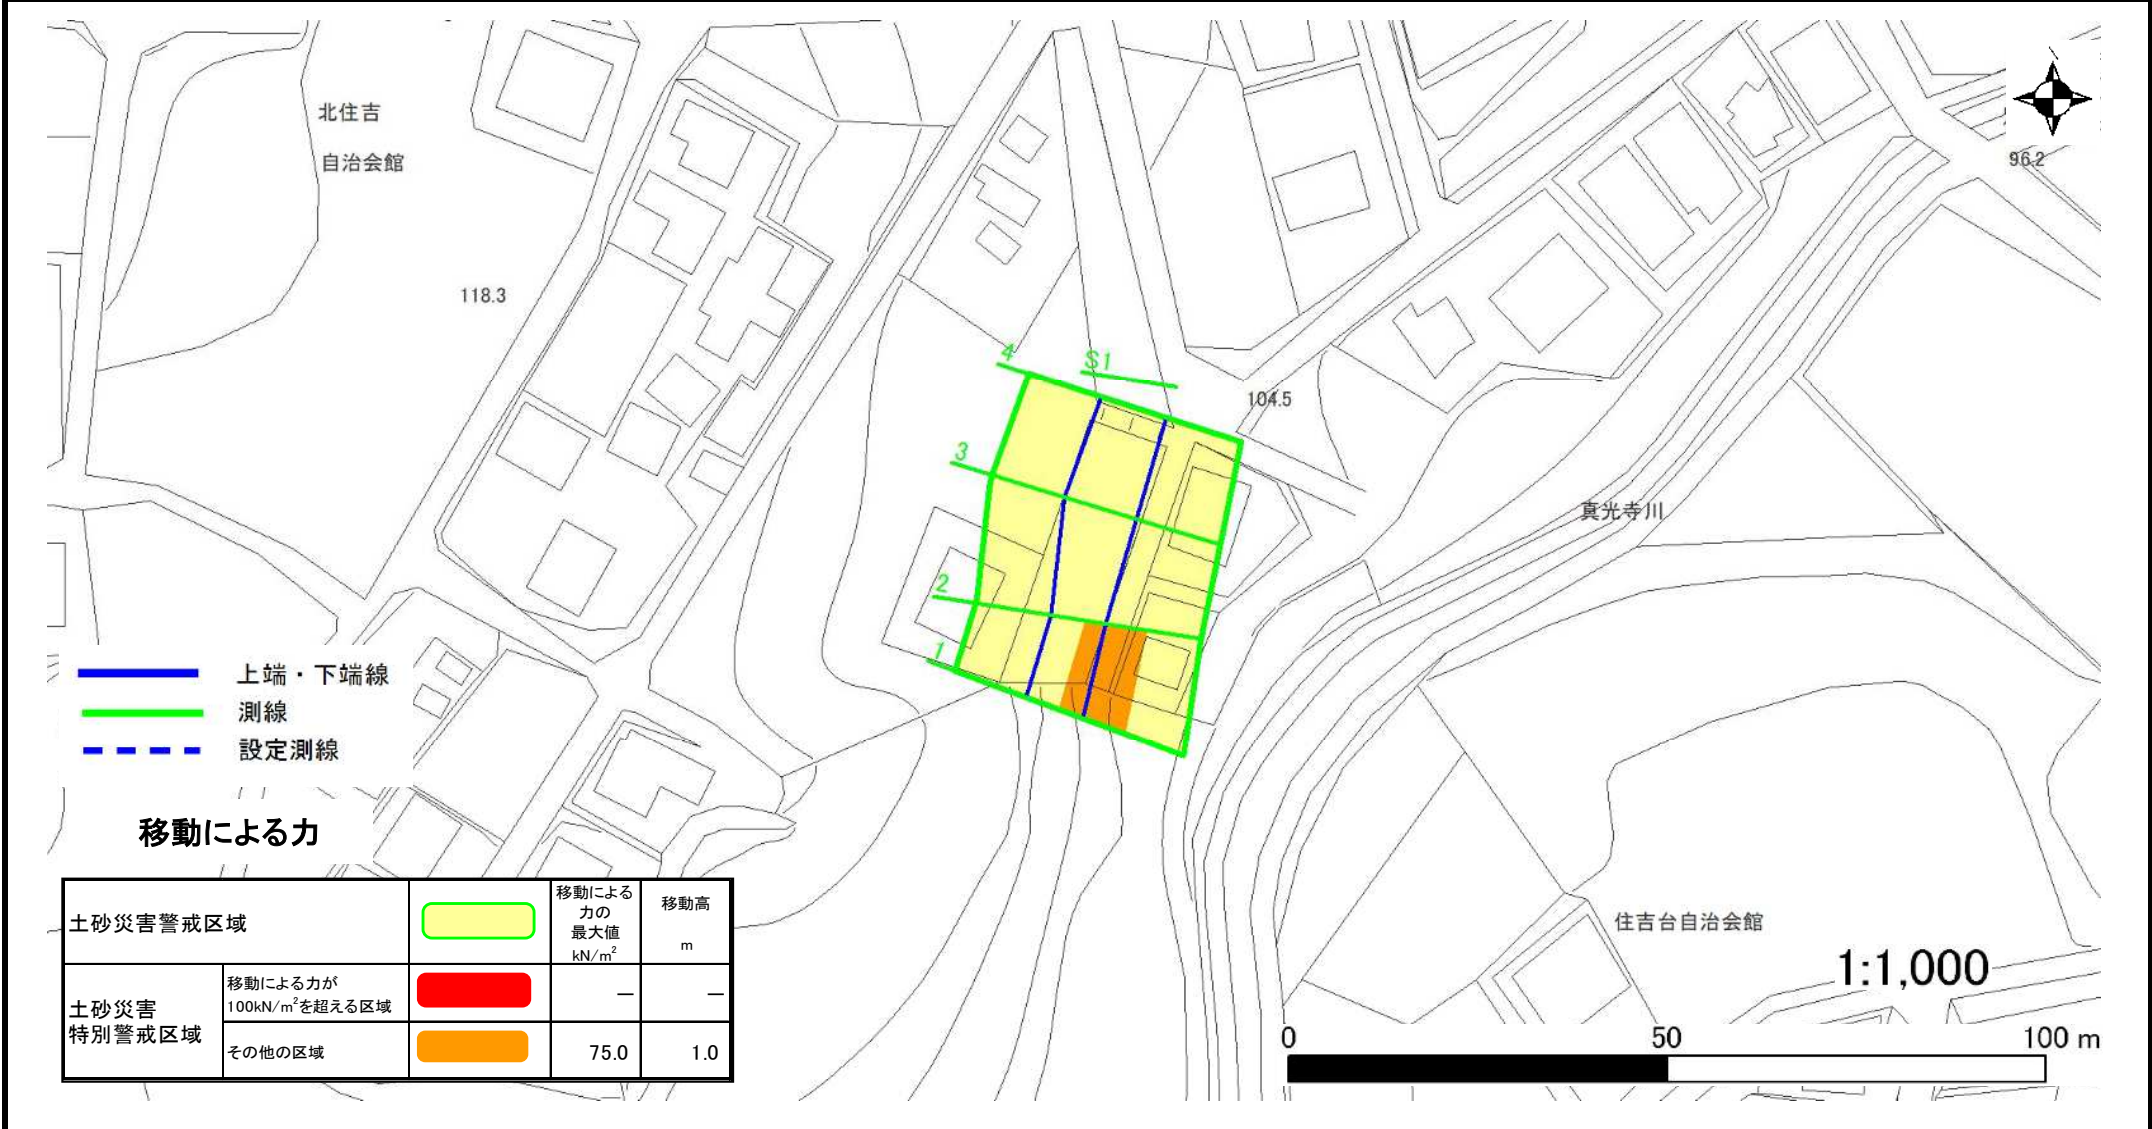 北住吉
自治会館
96.2
118.3
4
S1
104.5
3
真光寺川
2
1
上端・下端線
測線
設定測線
移動による力
土砂災害警戒区域
移動による
力の
最大値
kN/m²
移動高
m
土砂災害
特別警戒区域
移動による力が
100kN/m²を超える区域
－
－
その他の区域
75.0
1.0
住吉台自治会館
1:1,000
0
50
100 m